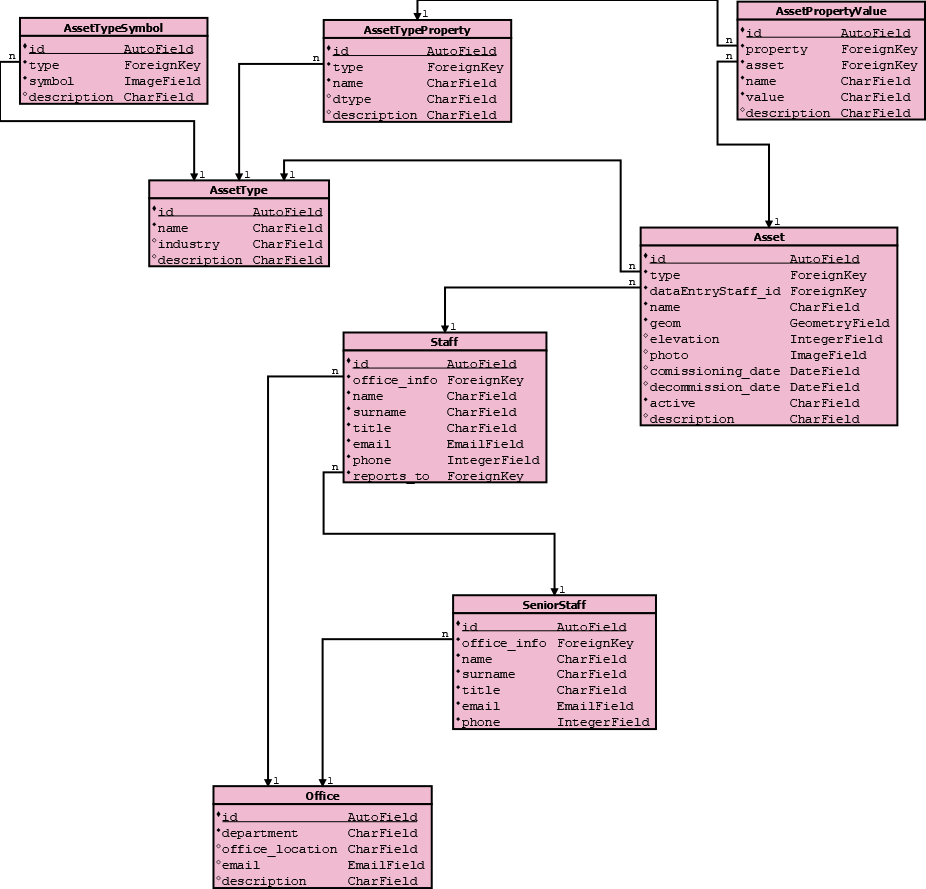 AssetTypeSymbol
id AutoField
type ForeignKey
symbol ImageField
description CharField
n
1
AssetTypeProperty
id AutoField
type ForeignKey
name CharField
dtype CharField
description CharField
n
1
1
AssetPropertyValue
id AutoField
property ForeignKey
asset ForeignKey
name CharField
value CharField
description CharField
n
n
1
1
AssetType
id AutoField
name CharField
industry CharField
description CharField
Asset
id AutoField
type ForeignKey
dataEntryStaff_id ForeignKey
name CharField
geom GeometryField
elevation IntegerField
photo ImageField
comissioning_date DateField
decommission_date DateField
active CharField
description CharField
n
n
1
Staff
id AutoField
office_info ForeignKey
name CharField
surname CharField
title CharField
email EmailField
phone IntegerField
reports_to ForeignKey
n
n
1
SeniorStaff
id AutoField
office_info ForeignKey
name CharField
surname CharField
title CharField
email EmailField
phone IntegerField
n
1
1
Office
id AutoField
department CharField
office_location CharField
email EmailField
description CharField